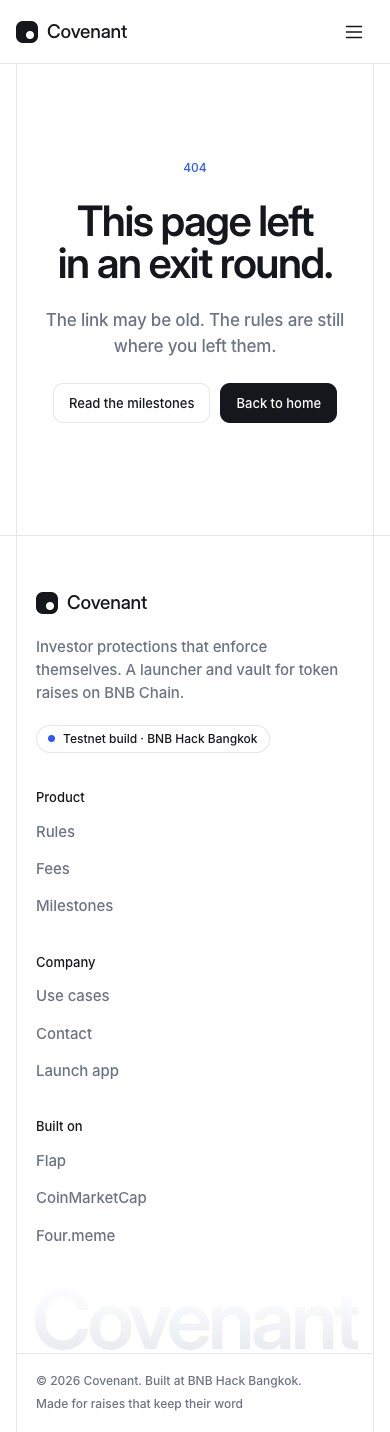 Covenant
404
This page left
in an exit round.
The link may be old. The rules are still
where you left them.
Read the milestones
Back to home
Covenant
Investor protections that enforce
themselves. A launcher and vault for token
raises on BNB Chain.
Testnet build · BNB Hack Bangkok
Product
Rules
Fees
Milestones
Company
Use cases
Contact
Launch app
Built on
Flap
CoinMarketCap
Four.meme
Covenant
© 2026 Covenant. Built at BNB Hack Bangkok.
Made for raises that keep their word